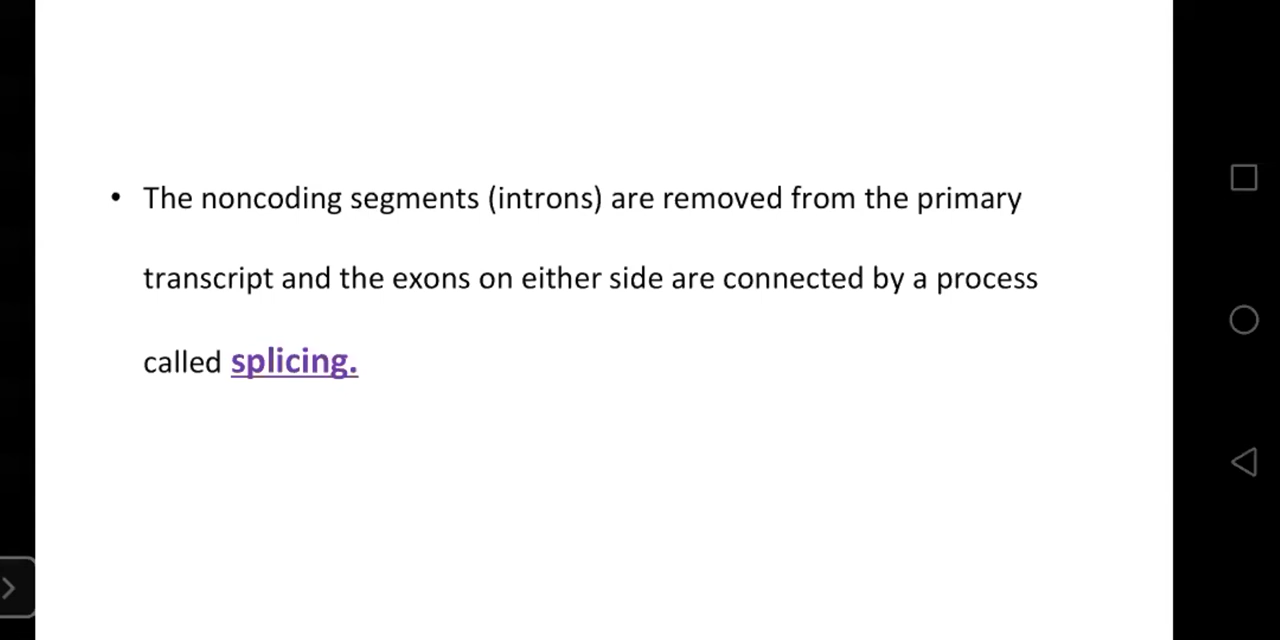 • The noncoding segments (introns) are removed from the primary
transcript and the exons on either side are connected by a process
called splicing.